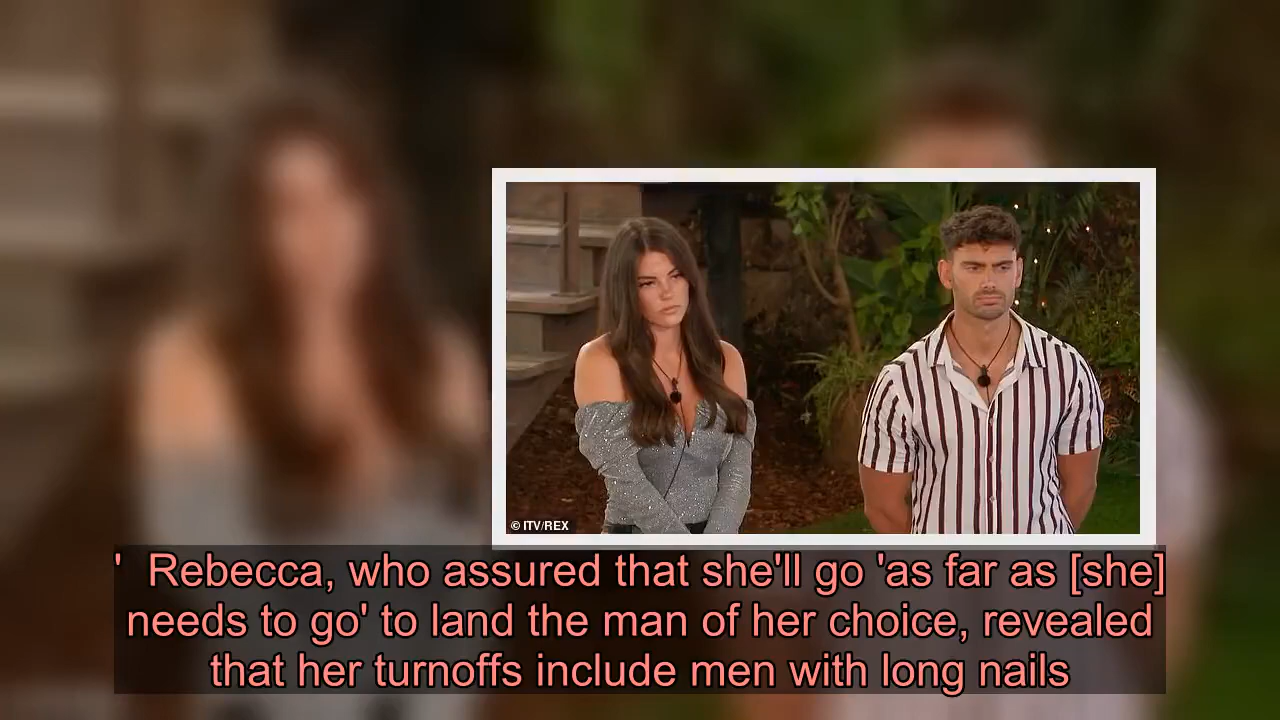 © ITV/REX
' Rebecca, who assured that she'll go 'as far as [she]
needs to go' to land the man of her choice, revealed
that her turnoffs include men with long nails